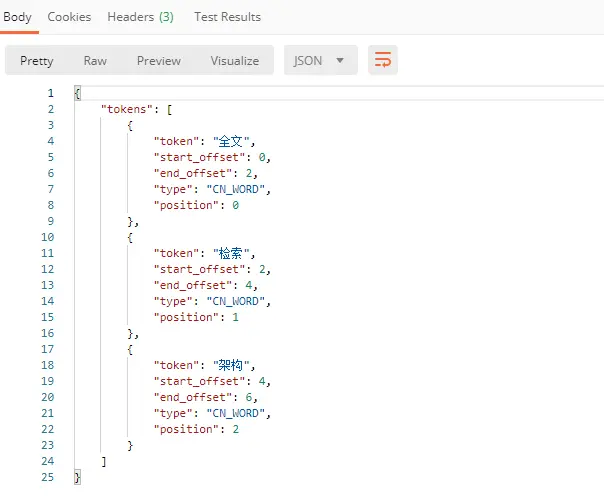 Body Cookies Headers (3) Test Results
Pretty Raw Preview Visualize JSON
1 {
2 "tokens": [
3 {
4 "token": "全文",
5 "start_offset": 0,
6 "end_offset": 2,
7 "type": "CN_WORD",
8 "position": 0
9 },
10 {
11 "token": "检索",
12 "start_offset": 2,
13 "end_offset": 4,
14 "type": "CN_WORD",
15 "position": 1
16 },
17 {
18 "token": "架构",
19 "start_offset": 4,
20 "end_offset": 6,
21 "type": "CN_WORD",
22 "position": 2
23 }
24 ]
25 }